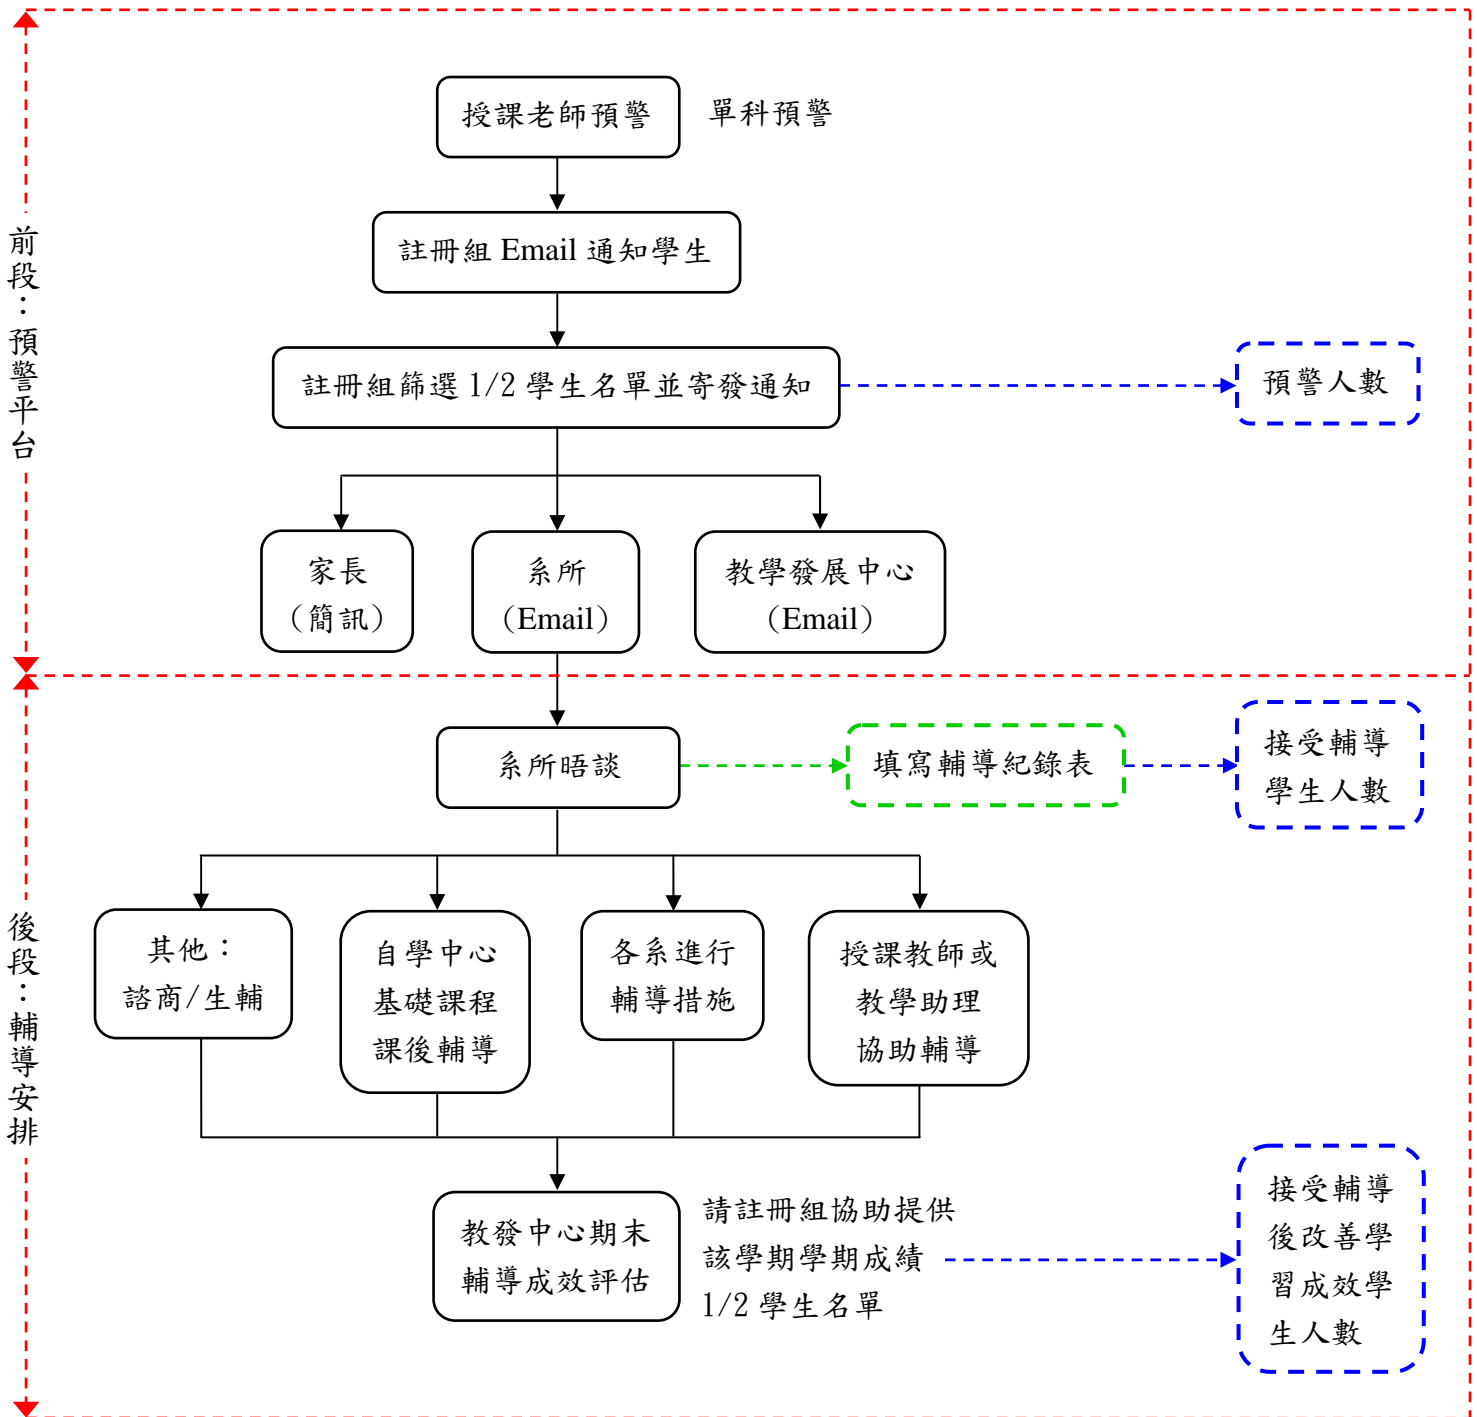 授課老師預警
單科預警
註冊組 Email 通知學生
前段：預警平台
註冊組篩選 1/2 學生名單並寄發通知
預警人數
家長
（簡訊）
系所
（Email）
教學發展中心
（Email）
系所晤談
填寫輔導紀錄表
接受輔導
學生人數
後段：輔導安排
其他：
諮商/生輔
自學中心
基礎課程
課後輔導
各系進行
輔導措施
授課教師或
教學助理
協助輔導
教發中心期末
輔導成效評估
請註冊組協助提供
該學期學期成績
1/2 學生名單
接受輔導
後改善學
習成效學
生人數